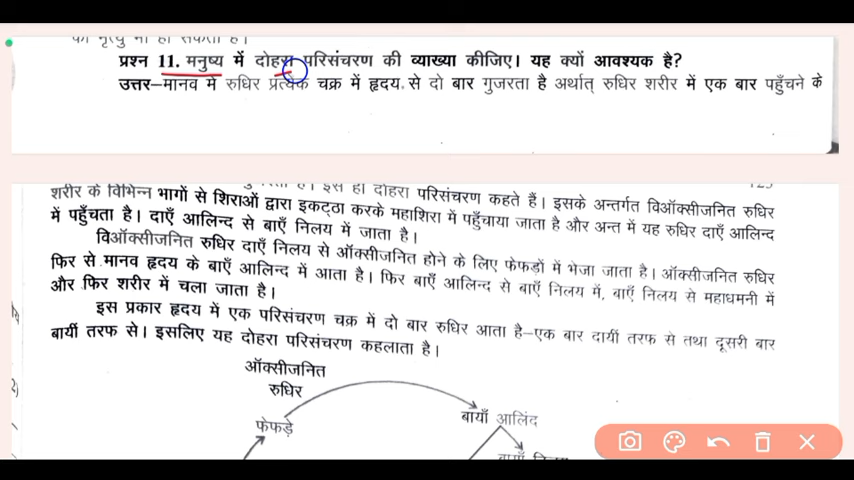 का मृत्यु भी हो सकता है।
प्रश्न 11. मनुष्य में दोहरा परिसंचरण की व्याख्या कीजिए। यह क्यों आवश्यक है?
उत्तर–मानव में रुधिर प्रत्येक चक्र में हृदय से दो बार गुजरता है अर्थात् रुधिर शरीर में एक बार पहुँचने के
है। इसे ही दोहरा परिसंचरण कहते हैं। इसके अन्तर्गत विऑक्सीजनित रुधिर
शरीर के विभिन्न भागों से शिराओं द्वारा इकट्ठा करके महाशिरा में पहुँचाया जाता है और अन्त में यह रुधिर दाएँ आलिन्द
में पहुँचता है। दाएँ आलिन्द से बाएँ निलय में जाता है।
विऑक्सीजनित रुधिर दाएँ निलय से ऑक्सीजनित होने के लिए फेफड़ों में भेजा जाता है। ऑक्सीजनित रुधिर
फिर से मानव हृदय के बाएँ आलिन्द में आता है। फिर बाएँ आलिन्द से बाएँ निलय में, बाएँ निलय से महाधमनी में
और फिर शरीर में चला जाता है।
इस प्रकार हृदय में एक परिसंचरण चक्र में दो बार रुधिर आता है–एक बार दायीं तरफ से तथा दूसरी बार
बायीं तरफ से। इसलिए यह दोहरा परिसंचरण कहलाता है।
ऑक्सीजनित
रुधिर
फेफड़े
बायाँ आलिंद